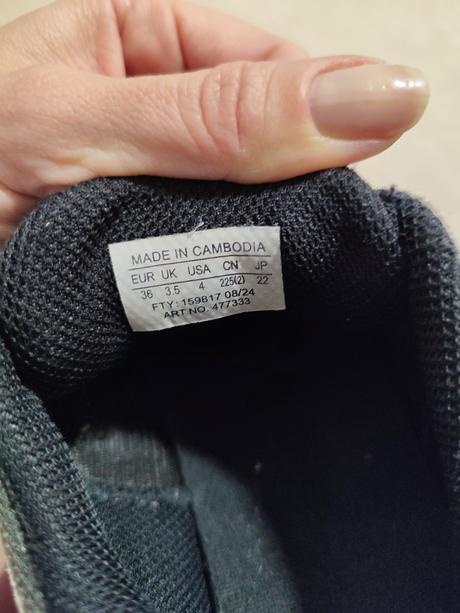 MADE IN CAMBODIA
EUR UK USA CN JP
36 3.5 4 225(2) 22
FTY: 159817 08/24
ART NO. 477333